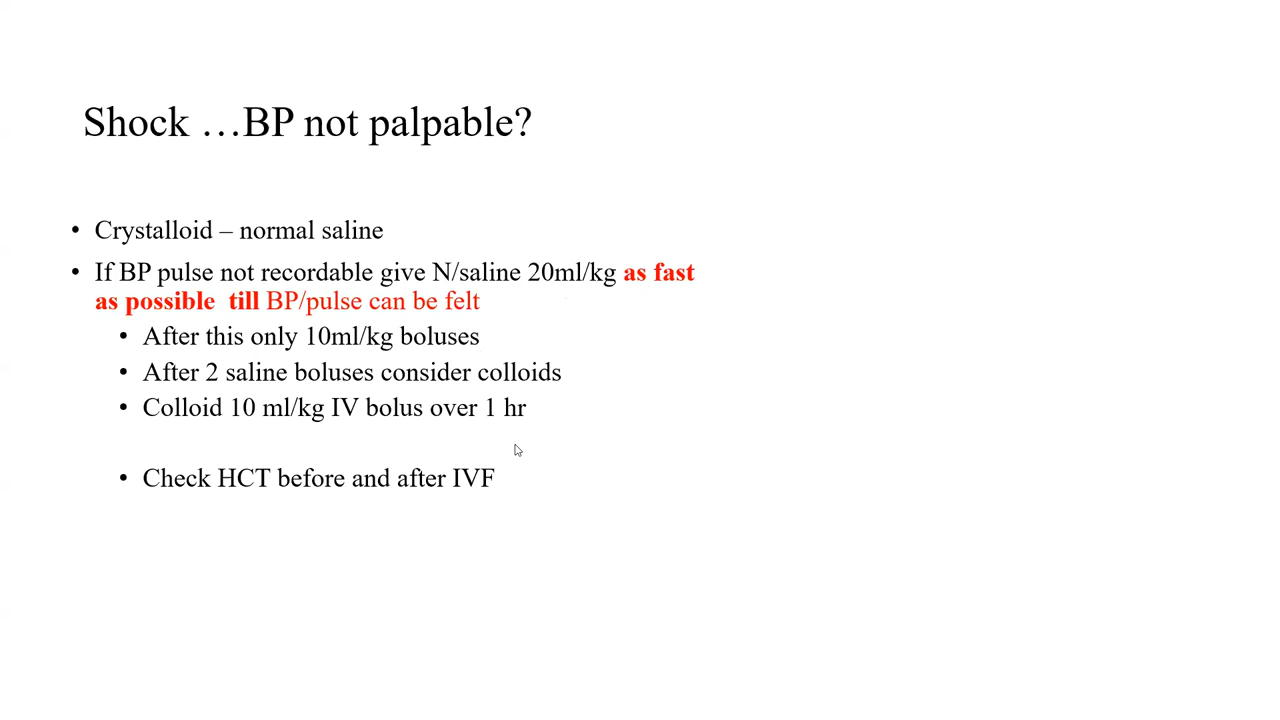 Shock …BP not palpable?
• Crystalloid – normal saline
• If BP pulse not recordable give N/saline 20ml/kg as fast
as possible  till BP/pulse can be felt
• After this only 10ml/kg boluses
• After 2 saline boluses consider colloids
• Colloid 10 ml/kg IV bolus over 1 hr
• Check HCT before and after IVF